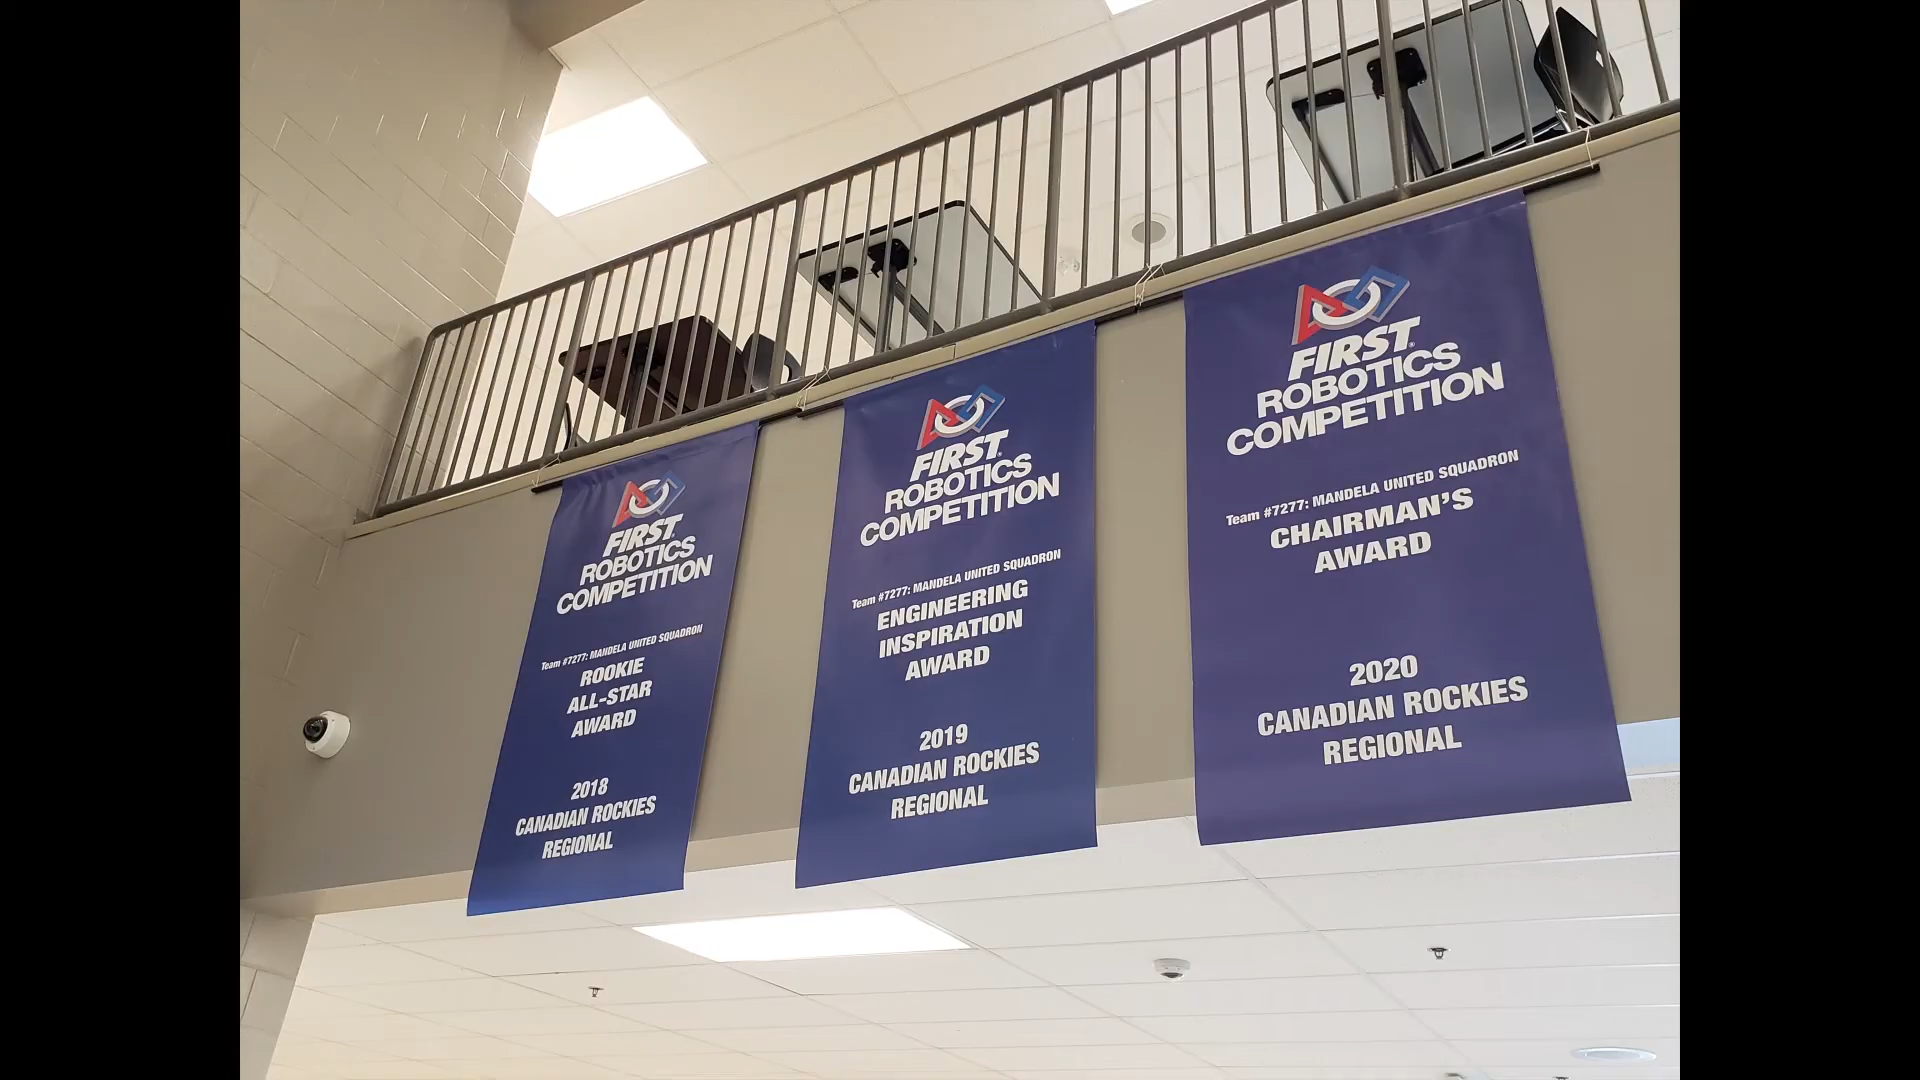 FIRST
ROBOTICS
COMPETITION
Team #7277: MANDELA UNITED SQUADRON
ROOKIE
ALL-STAR
AWARD
2018
CANADIAN ROCKIES
REGIONAL
FIRST
ROBOTICS
COMPETITION
Team #7277: MANDELA UNITED SQUADRON
ENGINEERING
INSPIRATION
AWARD
2019
CANADIAN ROCKIES
REGIONAL
FIRST
ROBOTICS
COMPETITION
Team #7277: MANDELA UNITED SQUADRON
CHAIRMAN'S
AWARD
2020
CANADIAN ROCKIES
REGIONAL